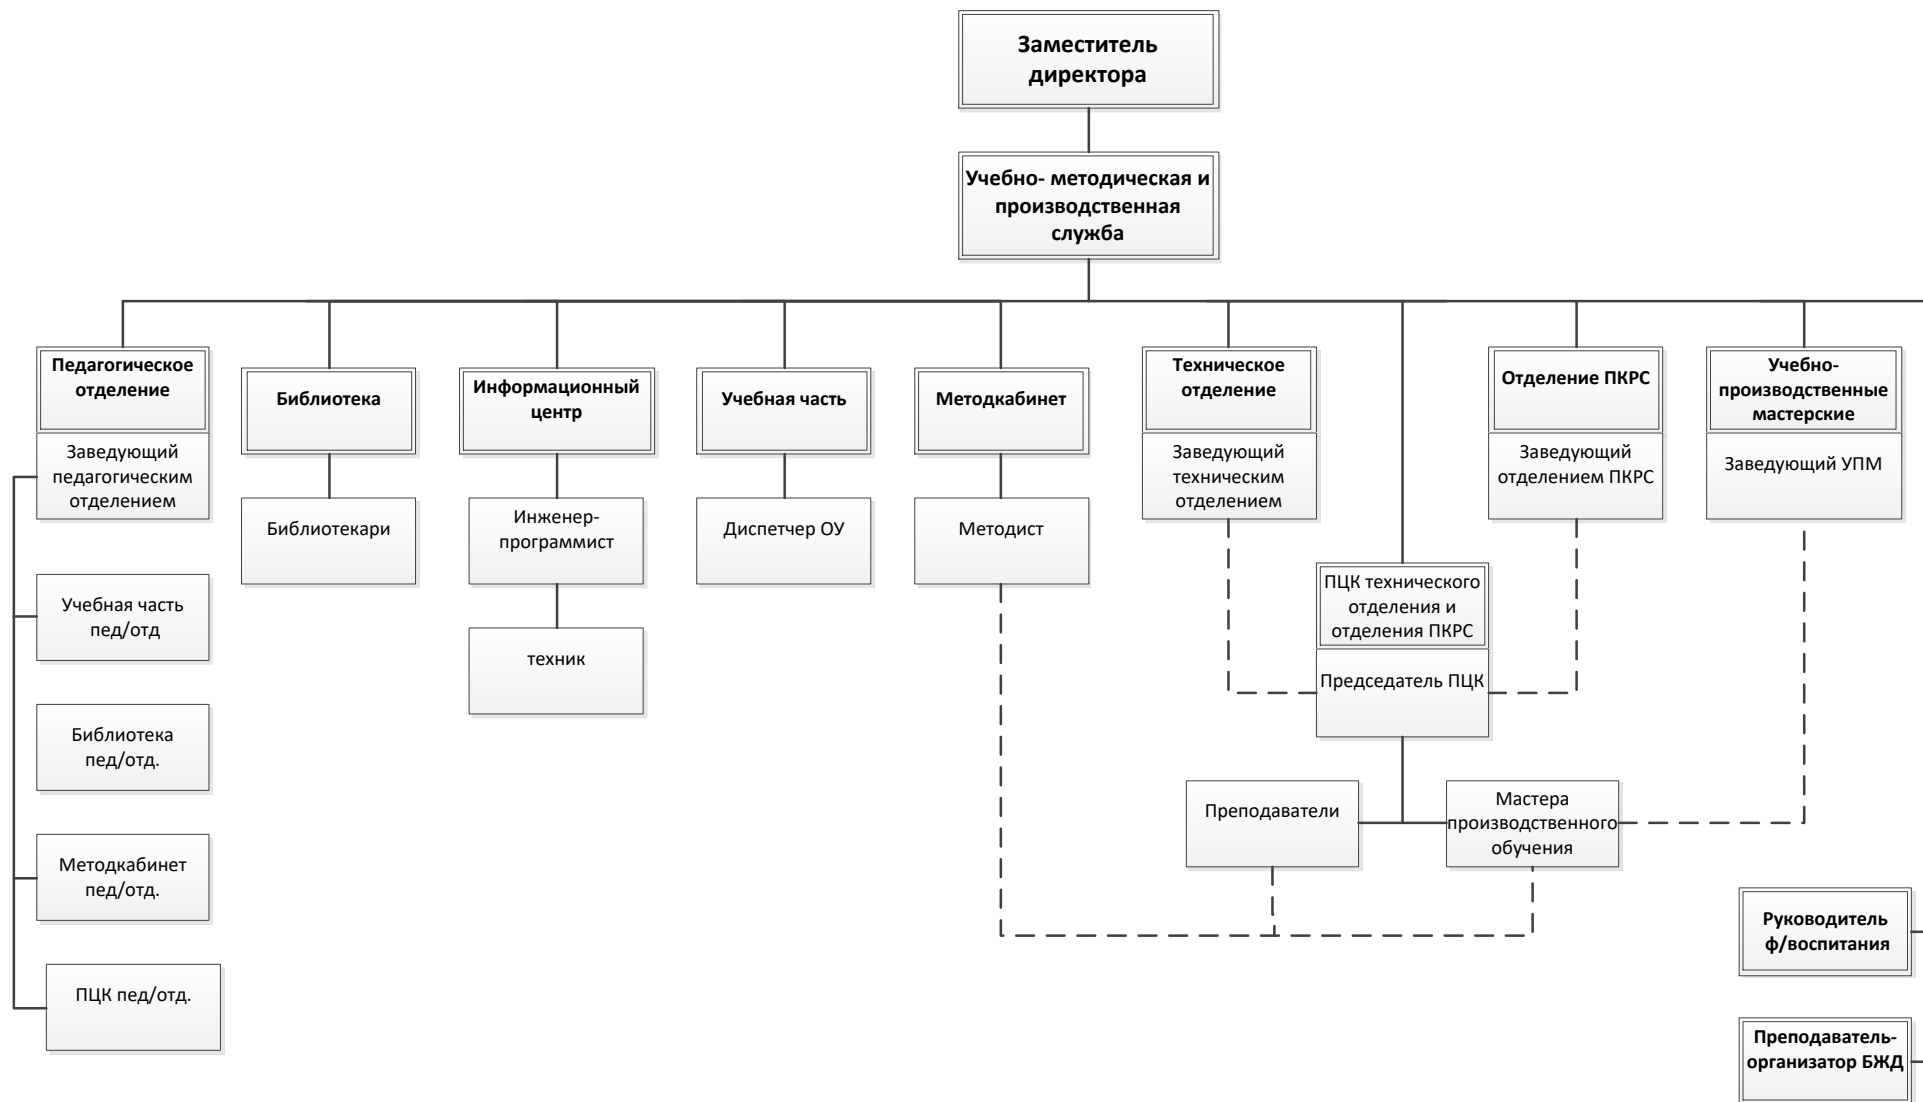 Заместитель
директора
Учебно- методическая и
производственная
служба
Педагогическое
отделение
Заведующий
педагогическим
отделением
Библиотека
Библиотекари
Информационный
центр
Инженер-
программист
техник
Учебная часть
Диспетчер ОУ
Методкабинет
Методист
Техническое
отделение
Заведующий
техническим
отделением
Отделение ПКРС
Заведующий
отделением ПКРС
Учебно-
производственные
мастерские
Заведующий УПМ
ПЦК технического
отделения и
отделения ПКРС
Председатель ПЦК
Преподаватели
Мастера
производственного
обучения
Учебная часть
пед/отд
Библиотека
пед/отд.
Методкабинет
пед/отд.
ПЦК пед/отд.
Руководитель
ф/воспитания
Преподаватель-
организатор БЖД